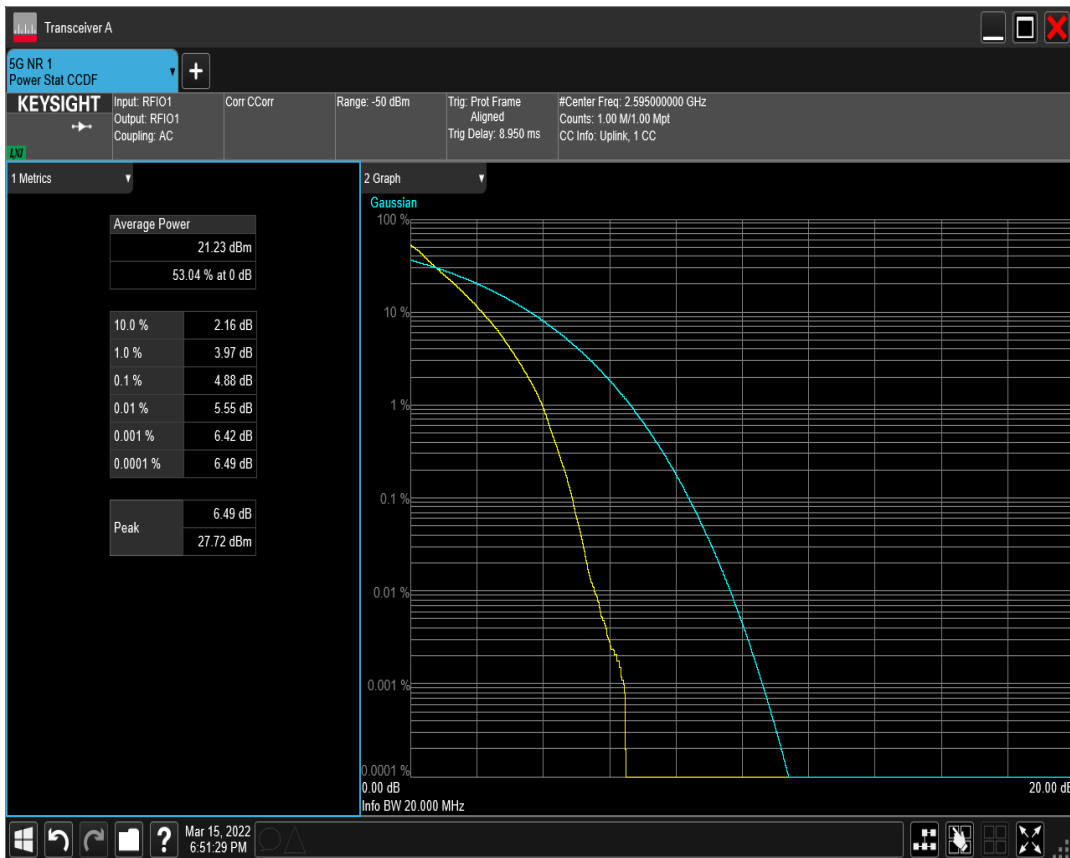 Transceiver A
5G NR 1
Power Stat CCDF
KEYSIGHT
LXI
Input: RFIO1
Output: RFIO1
Coupling: AC
Corr CCorr
Range: -50 dBm
Trig: Prot Frame
Aligned
Trig Delay: 8.950 ms
#Center Freq: 2.595000000 GHz
Counts: 1.00 M/1.00 Mpt
CC Info: Uplink, 1 CC
1 Metrics
Average Power
21.23 dBm
53.04 % at 0 dB
10.0 % 2.16 dB
1.0 % 3.97 dB
0.1 % 4.88 dB
0.01 % 5.55 dB
0.001 % 6.42 dB
0.0001 % 6.49 dB
Peak
6.49 dB
27.72 dBm
2 Graph
Gaussian
100 %
10 %
1 %
0.1 %
0.01 %
0.001 %
0.0001 %
0.00 dB 20.00 dB
Info BW 20.000 MHz
Mar 15, 2022
6:51:29 PM